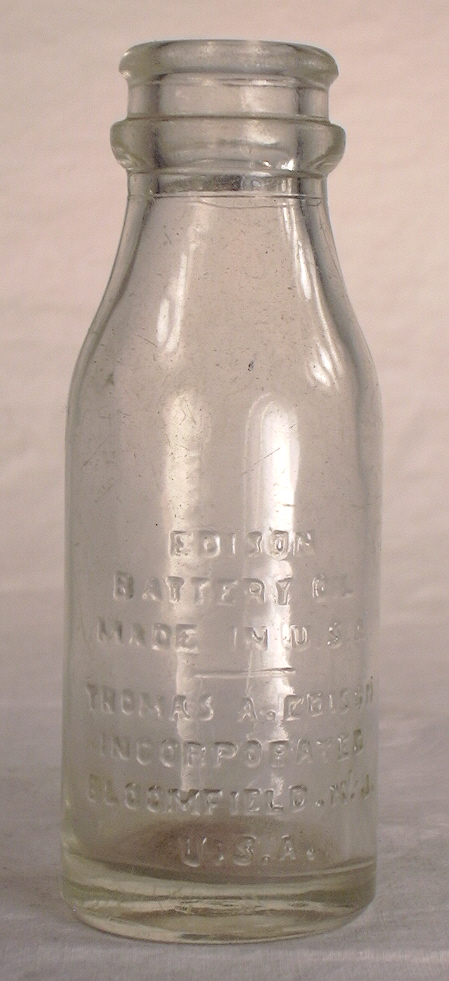 EDISON
BATTERY OIL
MADE IN U.S.A
THOMAS A. EDISON
INCORPORATED
BLOOMFIELD. N.J.
U.S.A.